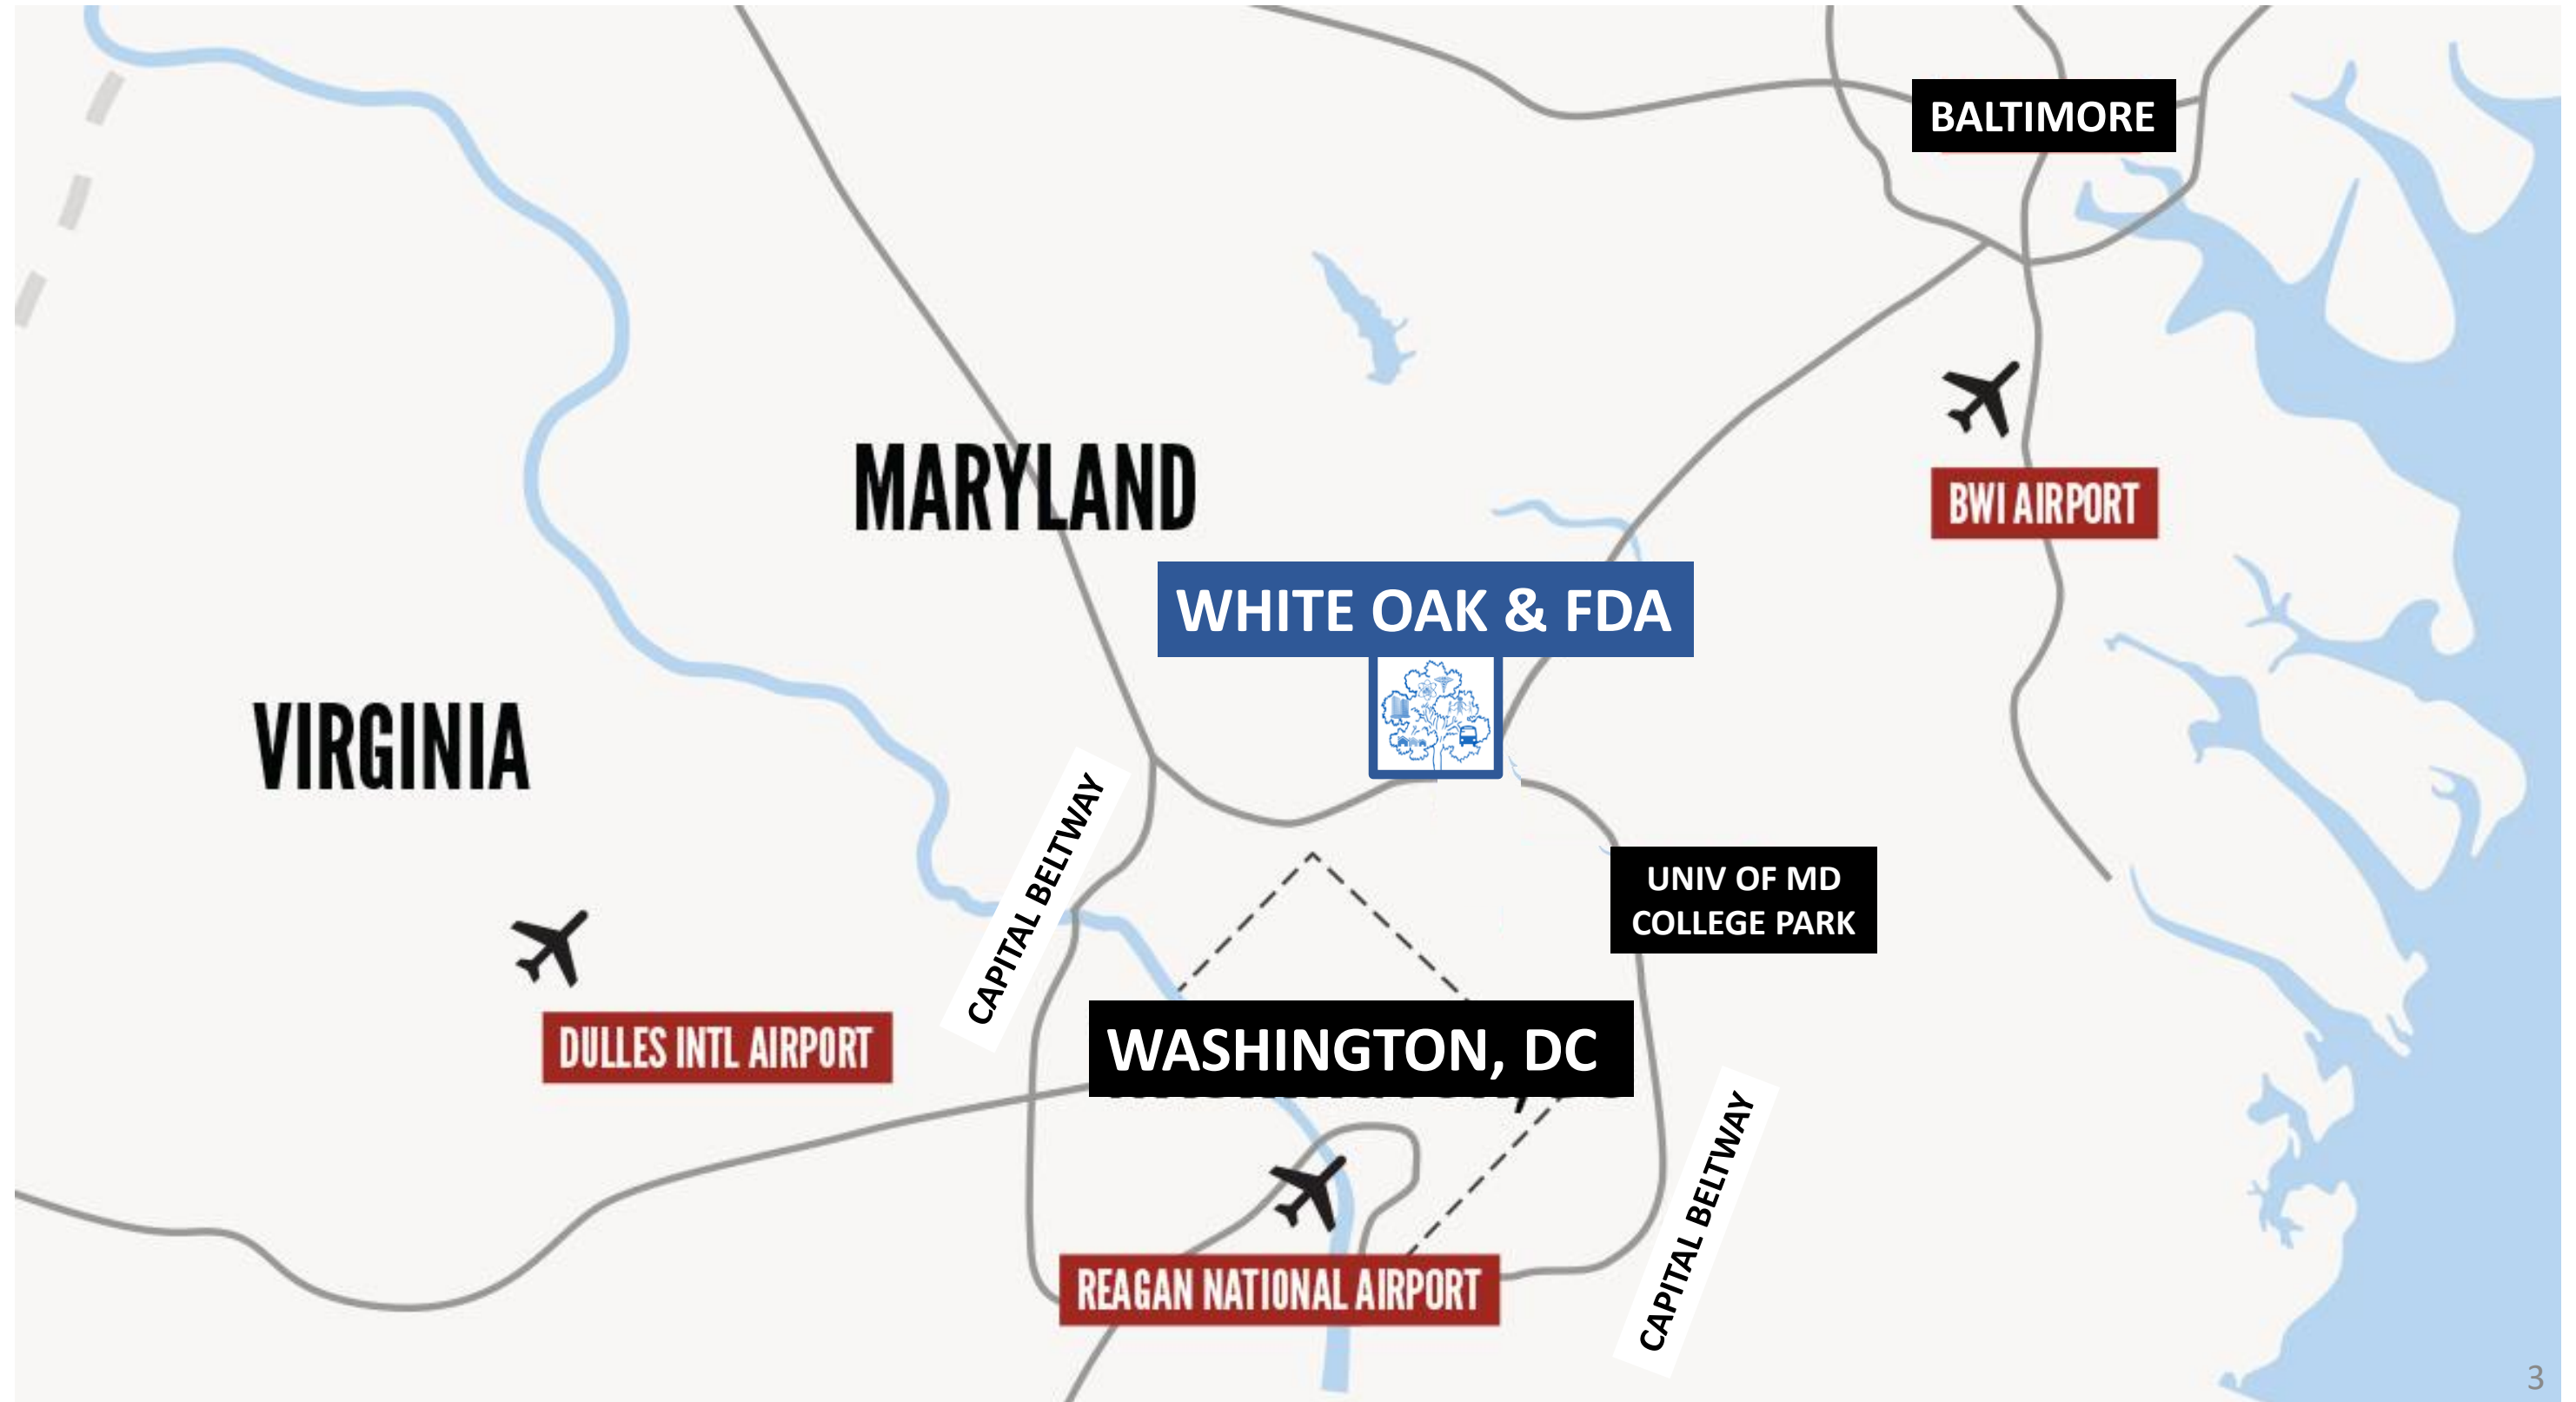 BALTIMORE
MARYLAND
BWI AIRPORT
WHITE OAK & FDA
VIRGINIA
CAPITAL BELTWAY
UNIV OF MD
COLLEGE PARK
DULLES INTL AIRPORT
WASHINGTON, DC
CAPITAL BELTWAY
REAGAN NATIONAL AIRPORT
3